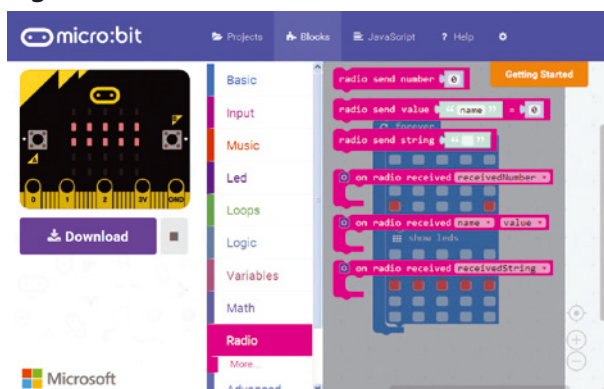 micro:bit
Projects
Blocks
JavaScript
? Help
Getting Started
0 1 2 3V GND
Download
Microsoft
Basic
Input
Music
Led
Loops
Logic
Variables
Math
Radio
More...
Advanced
radio send number 0
radio send value "name" = 0
forever
radio send string " "
on radio received receivedNumber
on radio received name value
show leds
on radio received receivedString